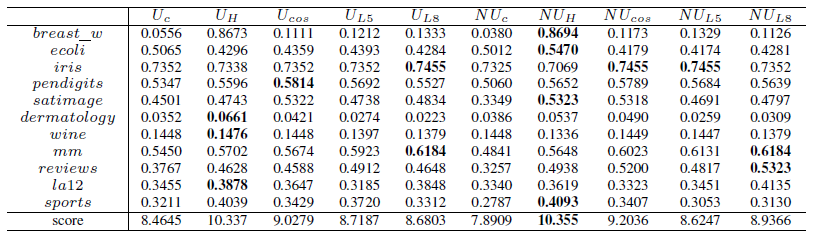 U_c U_H U_cos U_L5 U_L8 NU_c NU_H NU_cos NU_L5 NU_L8
breast_w 0.0556 0.8673 0.1111 0.1212 0.1333 0.0380 0.8694 0.1173 0.1329 0.1126
ecoli 0.5065 0.4296 0.4359 0.4393 0.4284 0.5012 0.5470 0.4179 0.4174 0.4281
iris 0.7352 0.7338 0.7352 0.7352 0.7455 0.7325 0.7069 0.7455 0.7455 0.7352
pendigits 0.5347 0.5596 0.5814 0.5692 0.5527 0.5060 0.5652 0.5789 0.5684 0.5639
satimage 0.4501 0.4743 0.5322 0.4738 0.4834 0.3349 0.5323 0.5318 0.4691 0.4797
dermatology 0.0352 0.0661 0.0421 0.0274 0.0223 0.0386 0.0537 0.0490 0.0259 0.0309
wine 0.1448 0.1476 0.1448 0.1397 0.1379 0.1448 0.1336 0.1449 0.1447 0.1379
mm 0.5450 0.5702 0.5674 0.5923 0.6184 0.4841 0.5648 0.6023 0.6131 0.6184
reviews 0.3767 0.4628 0.4588 0.4912 0.4648 0.3257 0.4938 0.5200 0.4817 0.5323
la12 0.3455 0.3878 0.3647 0.3185 0.3848 0.3340 0.3619 0.3323 0.3451 0.4135
sports 0.3211 0.4039 0.3429 0.3720 0.3312 0.2787 0.4093 0.3407 0.3053 0.3130
score 8.4645 10.337 9.0279 8.7187 8.6803 7.8909 10.355 9.2036 8.6247 8.9366